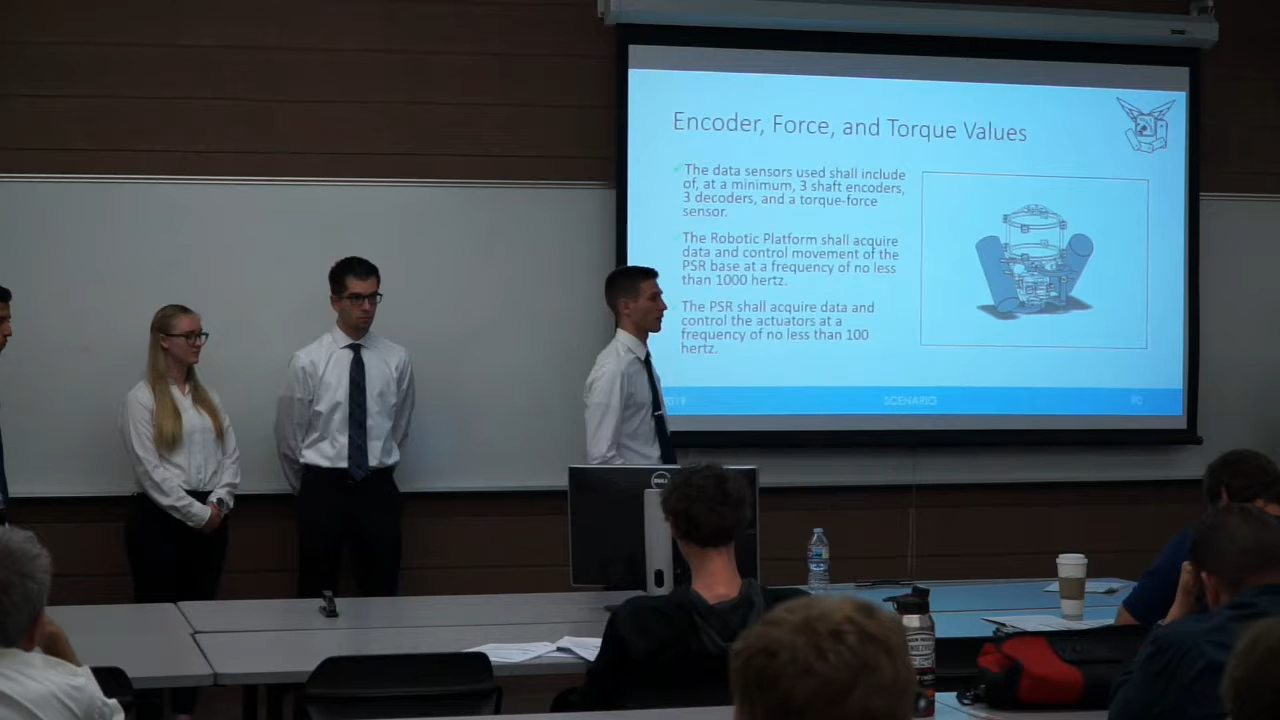 Encoder, Force, and Torque Values
The data sensors used shall include
of, at a minimum, 3 shaft encoders,
3 decoders, and a torque-force
sensor.
The Robotic Platform shall acquire
data and control movement of the
PSR base at a frequency of no less
than 1000 hertz.
The PSR shall acquire data and
control the actuators at a
frequency of no less than 100
hertz.
SCENARIO
DELL